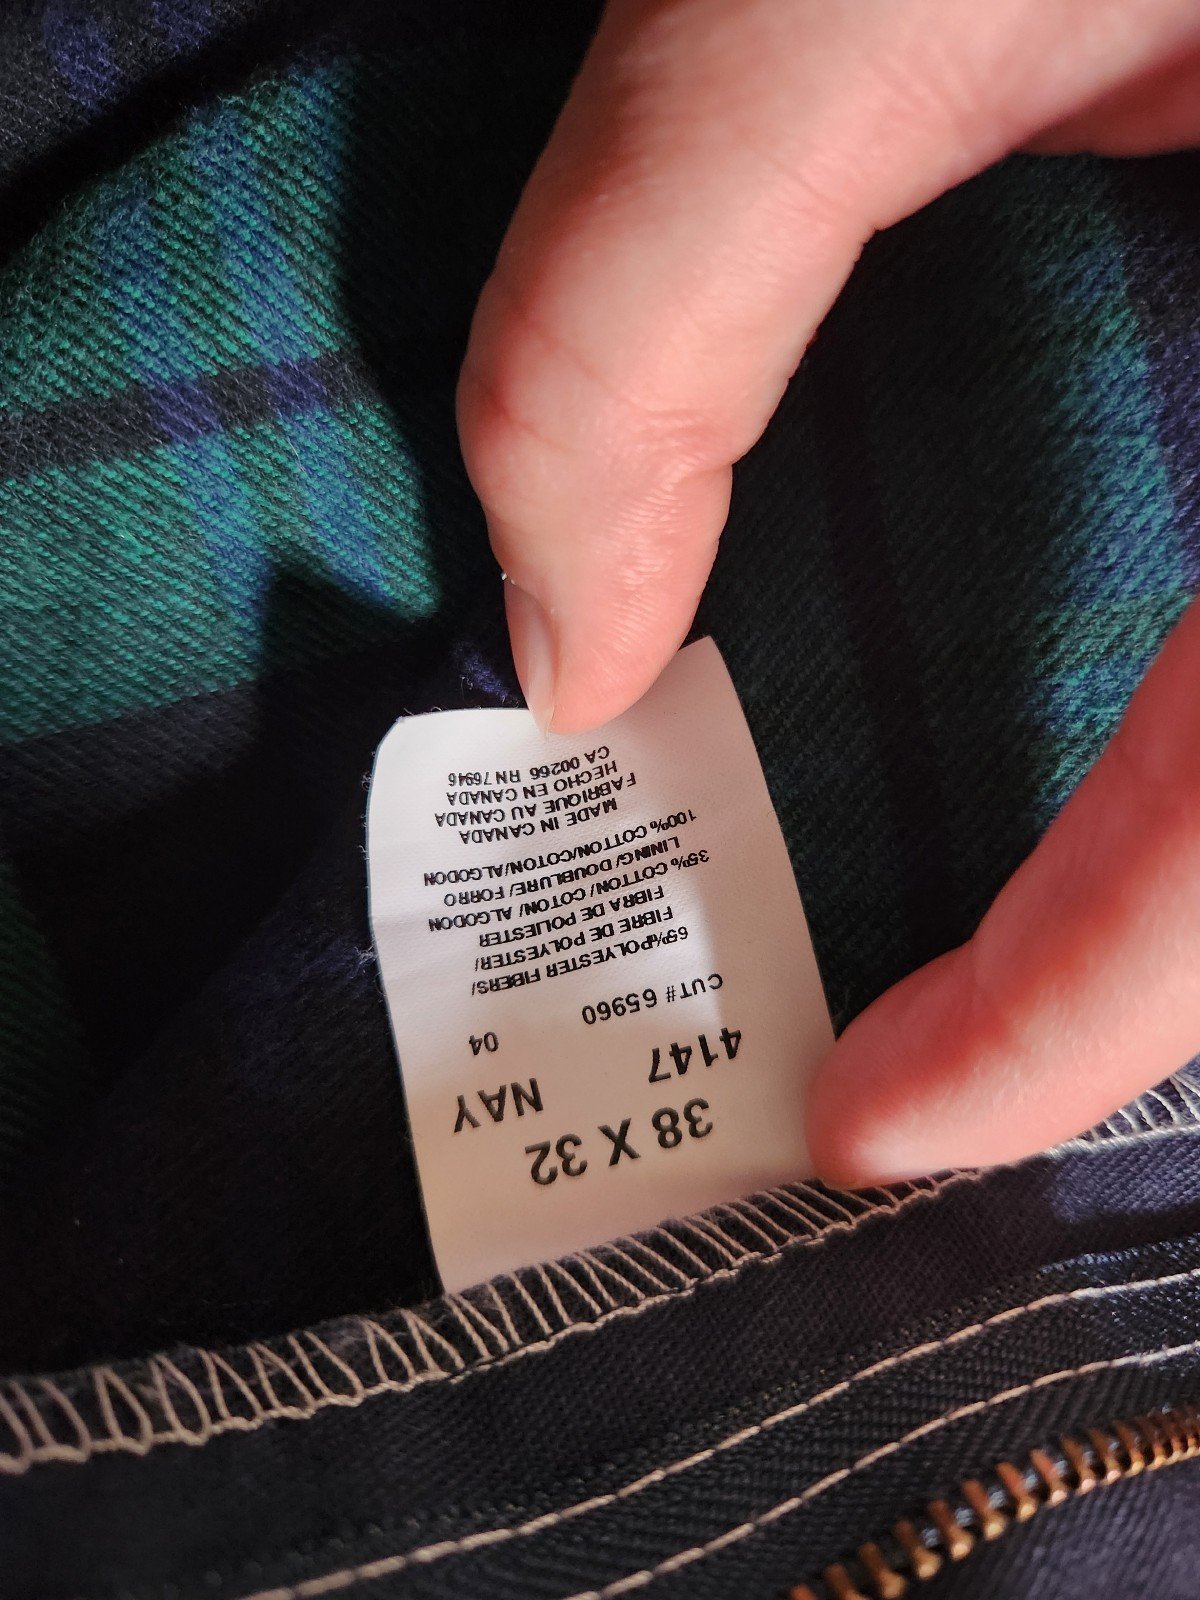 38 X 32
4147 NAY
CUT# 65960 04
65%POLYESTER FIBERS/
FIBRE DE POLYESTER/
FIBRA DE POLIESTER
35% COTTON/ COTON/ ALGODON
LINING/ DOUBLURE/ FORRO
100% COTTON/COTON/ALGODON
MADE IN CANADA
FABRIQUE AU CANADA
HECHO EN CANADA
CA 00266 RN 76946